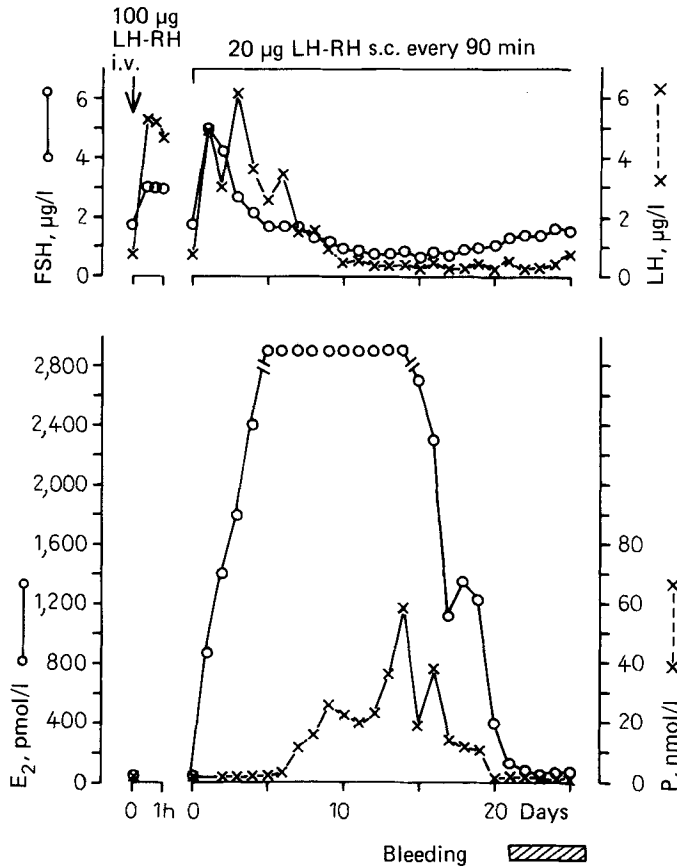 100 µg
LH-RH
i.v.
20 µg LH-RH s.c. every 90 min
FSH, µg/l
6
4
2
0
LH, µg/l
6
4
2
0
E2, pmol/l
2,800
2,400
2,000
1,600
1,200
800
400
0
P, nmol/l
80
60
40
20
0
0 1h
0 10 20 Days
Bleeding